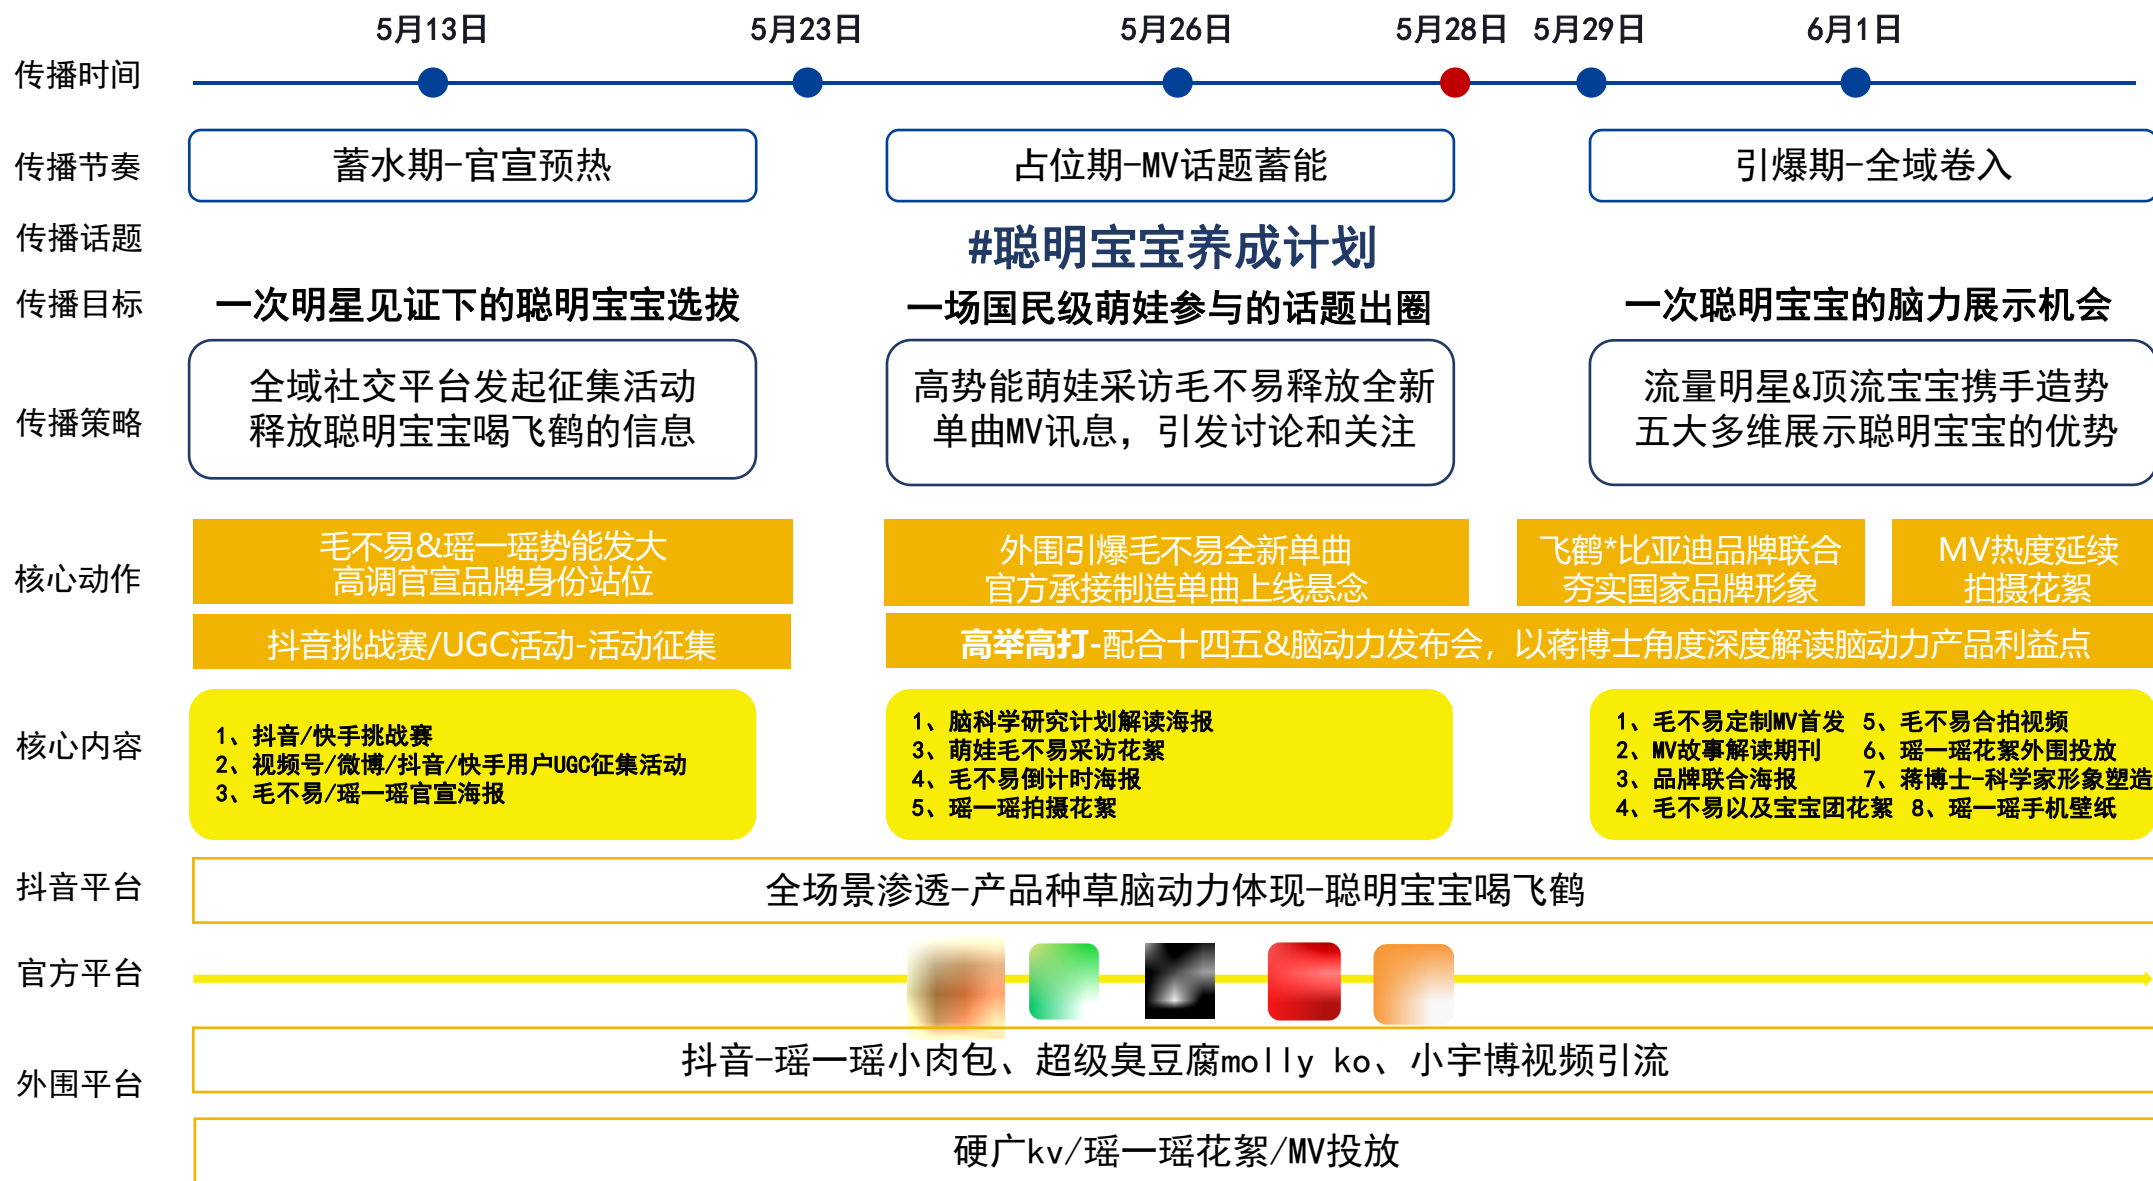 5月13日 5月23日 5月26日 5月28日 5月29日 6月1日
传播时间
传播节奏
蓄水期-官宣预热
占位期-MV话题蓄能
引爆期-全域卷入
传播话题
#聪明宝宝养成计划
传播目标
一次明星见证下的聪明宝宝选拔
一场国民级萌娃参与的话题出圈
一次聪明宝宝的脑力展示机会
传播策略
全域社交平台发起征集活动
释放聪明宝宝喝飞鹤的信息
高势能萌娃采访毛不易释放全新
单曲MV讯息，引发讨论和关注
流量明星&顶流宝宝携手造势
五大多维展示聪明宝宝的优势
核心动作
毛不易&瑶一瑶势能发大
高调官宣品牌身份站位
外围引爆毛不易全新单曲
官方承接制造单曲上线悬念
飞鹤*比亚迪品牌联合
夯实国家品牌形象
MV热度延续
拍摄花絮
抖音挑战赛/UGC活动-活动征集
高举高打-配合十四五&脑动力发布会，以蒋博士角度深度解读脑动力产品利益点
核心内容
1、抖音/快手挑战赛
2、视频号/微博/抖音/快手用户UGC征集活动
3、毛不易/瑶一瑶官宣海报
1、脑科学研究计划解读海报
3、萌娃毛不易采访花絮
4、毛不易倒计时海报
5、瑶一瑶拍摄花絮
1、毛不易定制MV首发 5、毛不易合拍视频
2、MV故事解读期刊 6、瑶一瑶花絮外围投放
3、品牌联合海报 7、蒋博士-科学家形象塑造
4、毛不易以及宝宝团花絮 8、瑶一瑶手机壁纸
抖音平台
全场景渗透-产品种草脑动力体现-聪明宝宝喝飞鹤
官方平台
外围平台
抖音-瑶一瑶小肉包、超级臭豆腐molly ko、小宇博视频引流
硬广kv/瑶一瑶花絮/MV投放